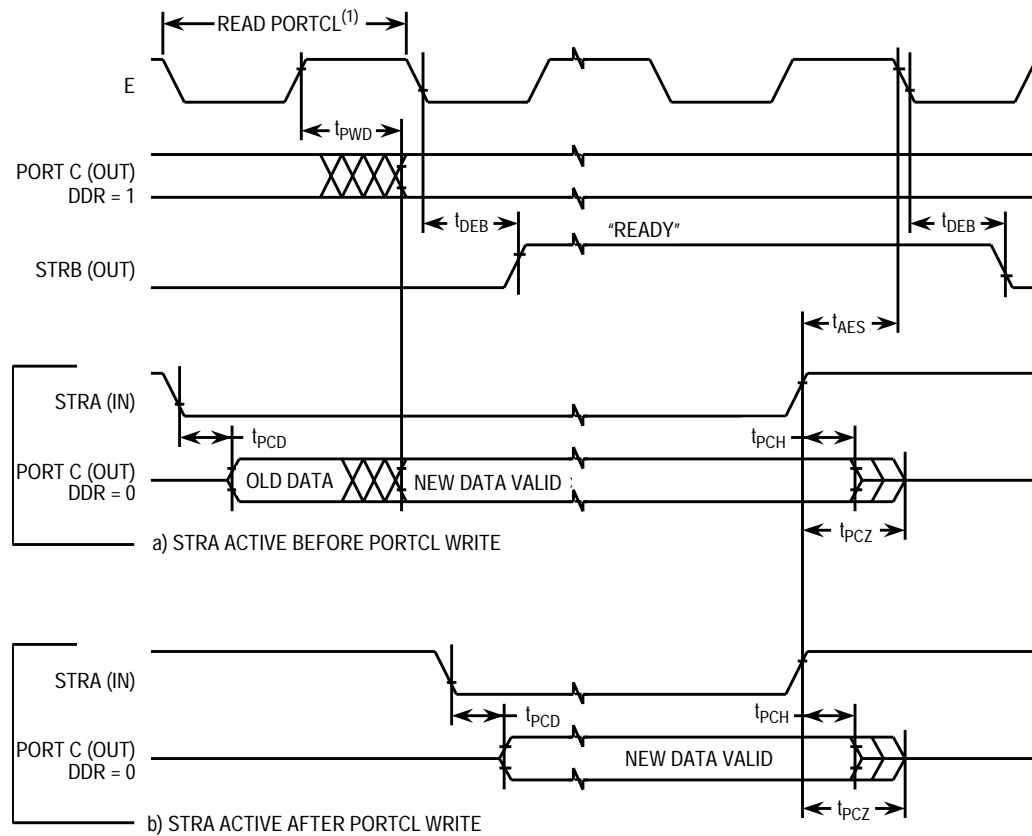 READ PORTCL(1)
E
tPWD
PORT C (OUT)
DDR = 1
tDEB
"READY"
tDEB
STRB (OUT)
tAES
STRA (IN)
tPCD
tPCH
PORT C (OUT)
DDR = 0
OLD DATA
NEW DATA VALID
tPCZ
a) STRA ACTIVE BEFORE PORTCL WRITE
STRA (IN)
tPCD
tPCH
PORT C (OUT)
DDR = 0
NEW DATA VALID
tPCZ
b) STRA ACTIVE AFTER PORTCL WRITE